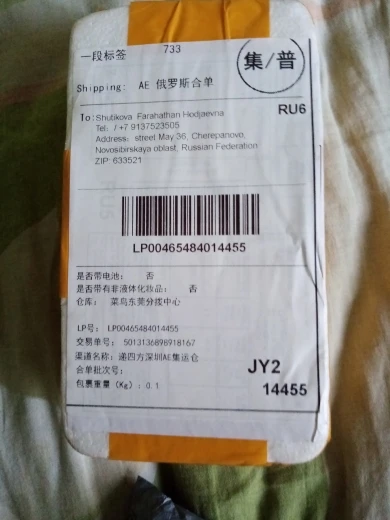 一段标签 733
集/普
Shipping: AE 俄罗斯合单
RU6
To: Shutikova Farahathan Hodjaevna
Tel: / +7 9137523505
Address: street May 36, Cherepanovo,
Novosibirskaya oblast, Russian Federation
ZIP: 633521
LP00465484014455
是否带电池: 否
是否带有非液体化妆品: 否
仓库: 菜鸟东莞分拨中心
LP号: LP00465484014455
交易单号: 5013136898918167
渠道名称: 递四方深圳AE集运仓
合单批次号:
包裹重量 (Kg): 0.1
JY2
14455